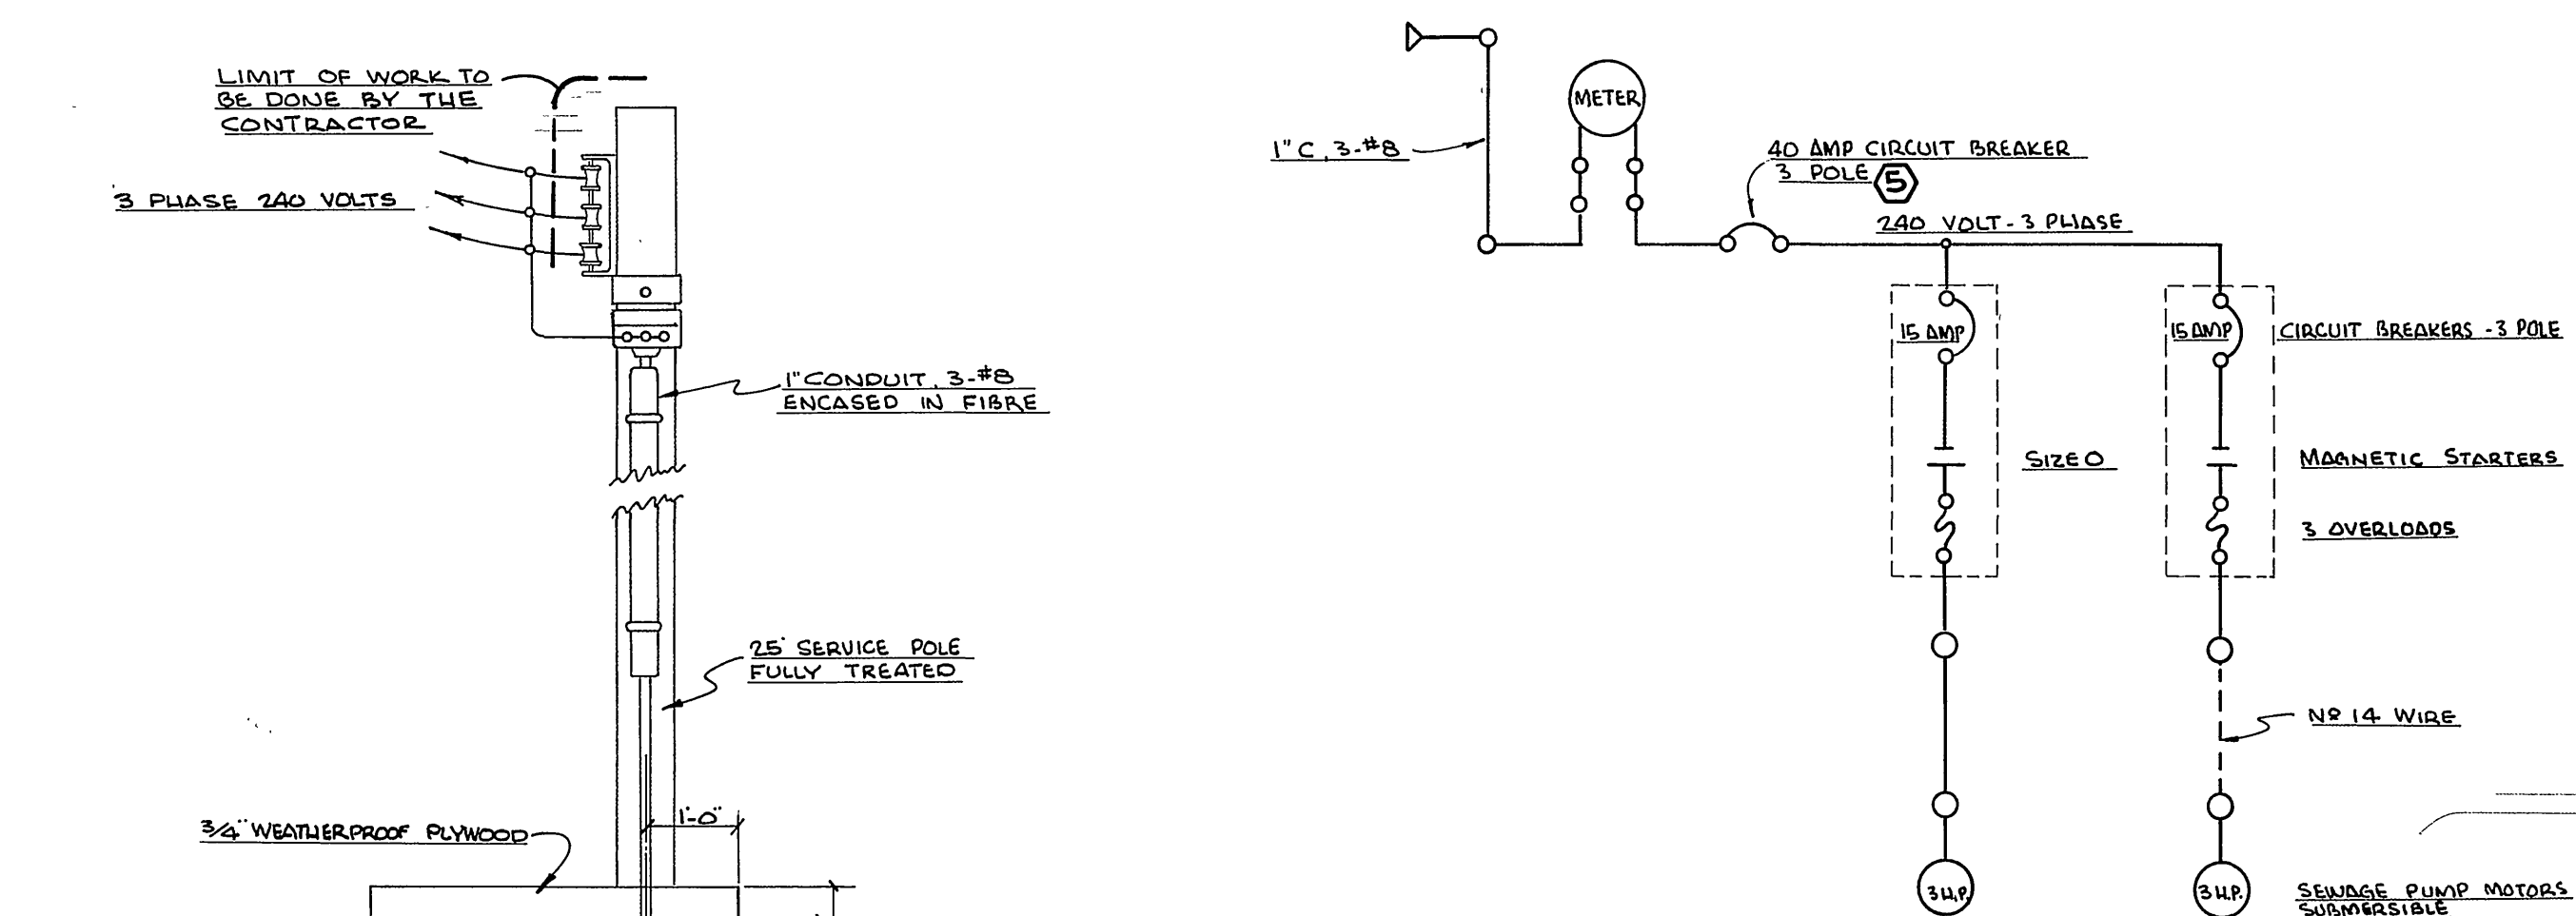 LIMIT OF WORK TO
BE DONE BY THE
CONTRACTOR
3 PHASE 240 VOLTS
1" CONDUIT, 3-#8
ENCASED IN FIBRE
25' SERVICE POLE
FULLY TREATED
1'-0"
3/4" WEATHERPROOF PLYWOOD
METER
1" C, 3-#8
40 AMP CIRCUIT BREAKER
3 POLE 5
240 VOLT - 3 PHASE
15 AMP
15 AMP
CIRCUIT BREAKERS - 3 POLE
SIZE 0
MAGNETIC STARTERS
3 OVERLOADS
Nº 14 WIRE
3 H.P.
3 H.P.
SEWAGE PUMP MOTORS
SUBMERSIBLE